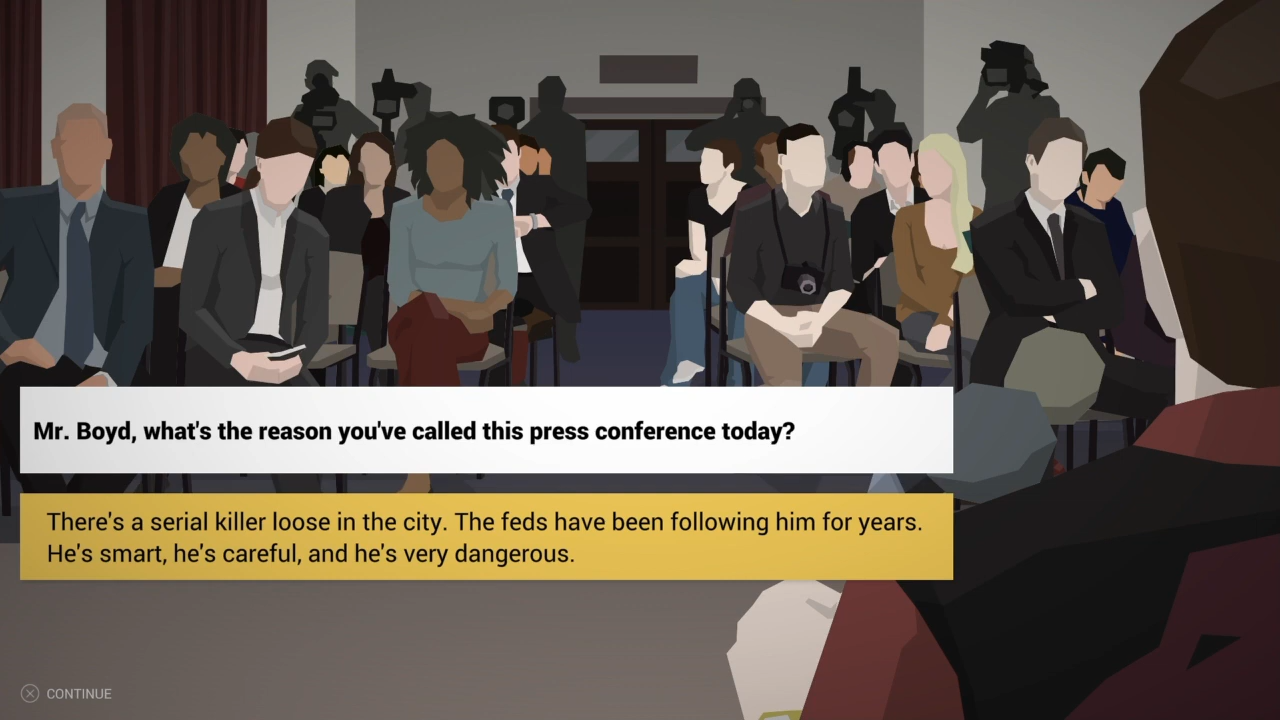 Mr. Boyd, what's the reason you've called this press conference today?
There's a serial killer loose in the city. The feds have been following him for years.
He's smart, he's careful, and he's very dangerous.
CONTINUE